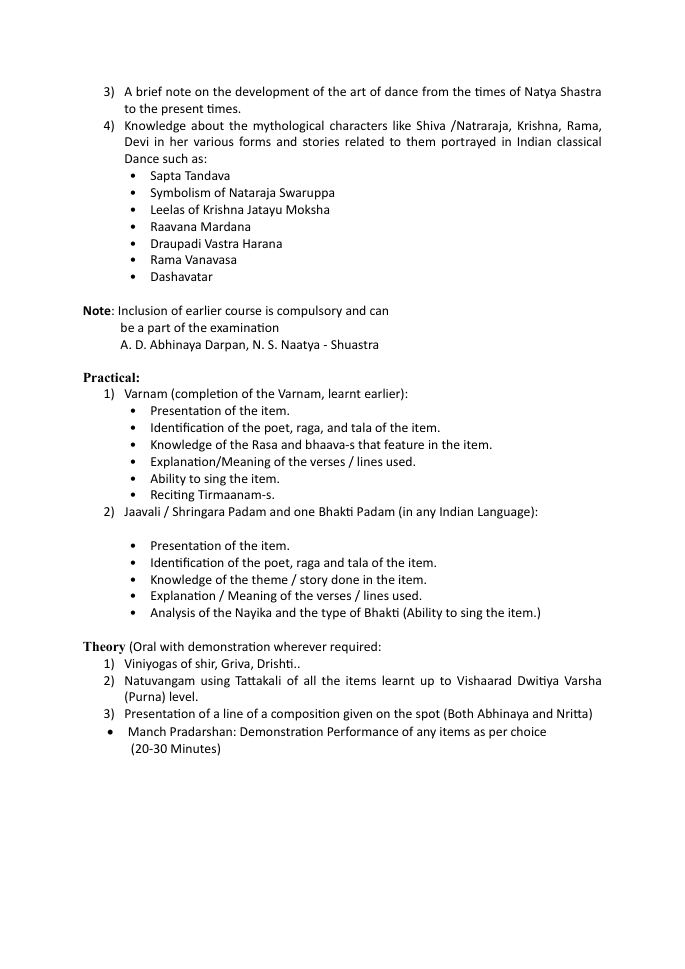 3) A brief note on the development of the art of dance from the times of Natya Shastra
to the present times.
4) Knowledge about the mythological characters like Shiva /Natraraja, Krishna, Rama,
Devi in her various forms and stories related to them portrayed in Indian classical
Dance such as:
• Sapta Tandava
• Symbolism of Nataraja Swaruppa
• Leelas of Krishna Jatayu Moksha
• Raavana Mardana
• Draupadi Vastra Harana
• Rama Vanavasa
• Dashavatar
Note: Inclusion of earlier course is compulsory and can
be a part of the examination
A. D. Abhinaya Darpan, N. S. Naatya - Shuastra
Practical:
1) Varnam (completion of the Varnam, learnt earlier):
• Presentation of the item.
• Identification of the poet, raga, and tala of the item.
• Knowledge of the Rasa and bhaava-s that feature in the item.
• Explanation/Meaning of the verses / lines used.
• Ability to sing the item.
• Reciting Tirmaanam-s.
2) Jaavali / Shringara Padam and one Bhakti Padam (in any Indian Language):
• Presentation of the item.
• Identification of the poet, raga and tala of the item.
• Knowledge of the theme / story done in the item.
• Explanation / Meaning of the verses / lines used.
• Analysis of the Nayika and the type of Bhakti (Ability to sing the item.)
Theory (Oral with demonstration wherever required:
1) Viniyogas of shir, Griva, Drishti..
2) Natuvangam using Tattakali of all the items learnt up to Vishaarad Dwitiya Varsha
(Purna) level.
3) Presentation of a line of a composition given on the spot (Both Abhinaya and Nritta)
• Manch Pradarshan: Demonstration Performance of any items as per choice
(20-30 Minutes)